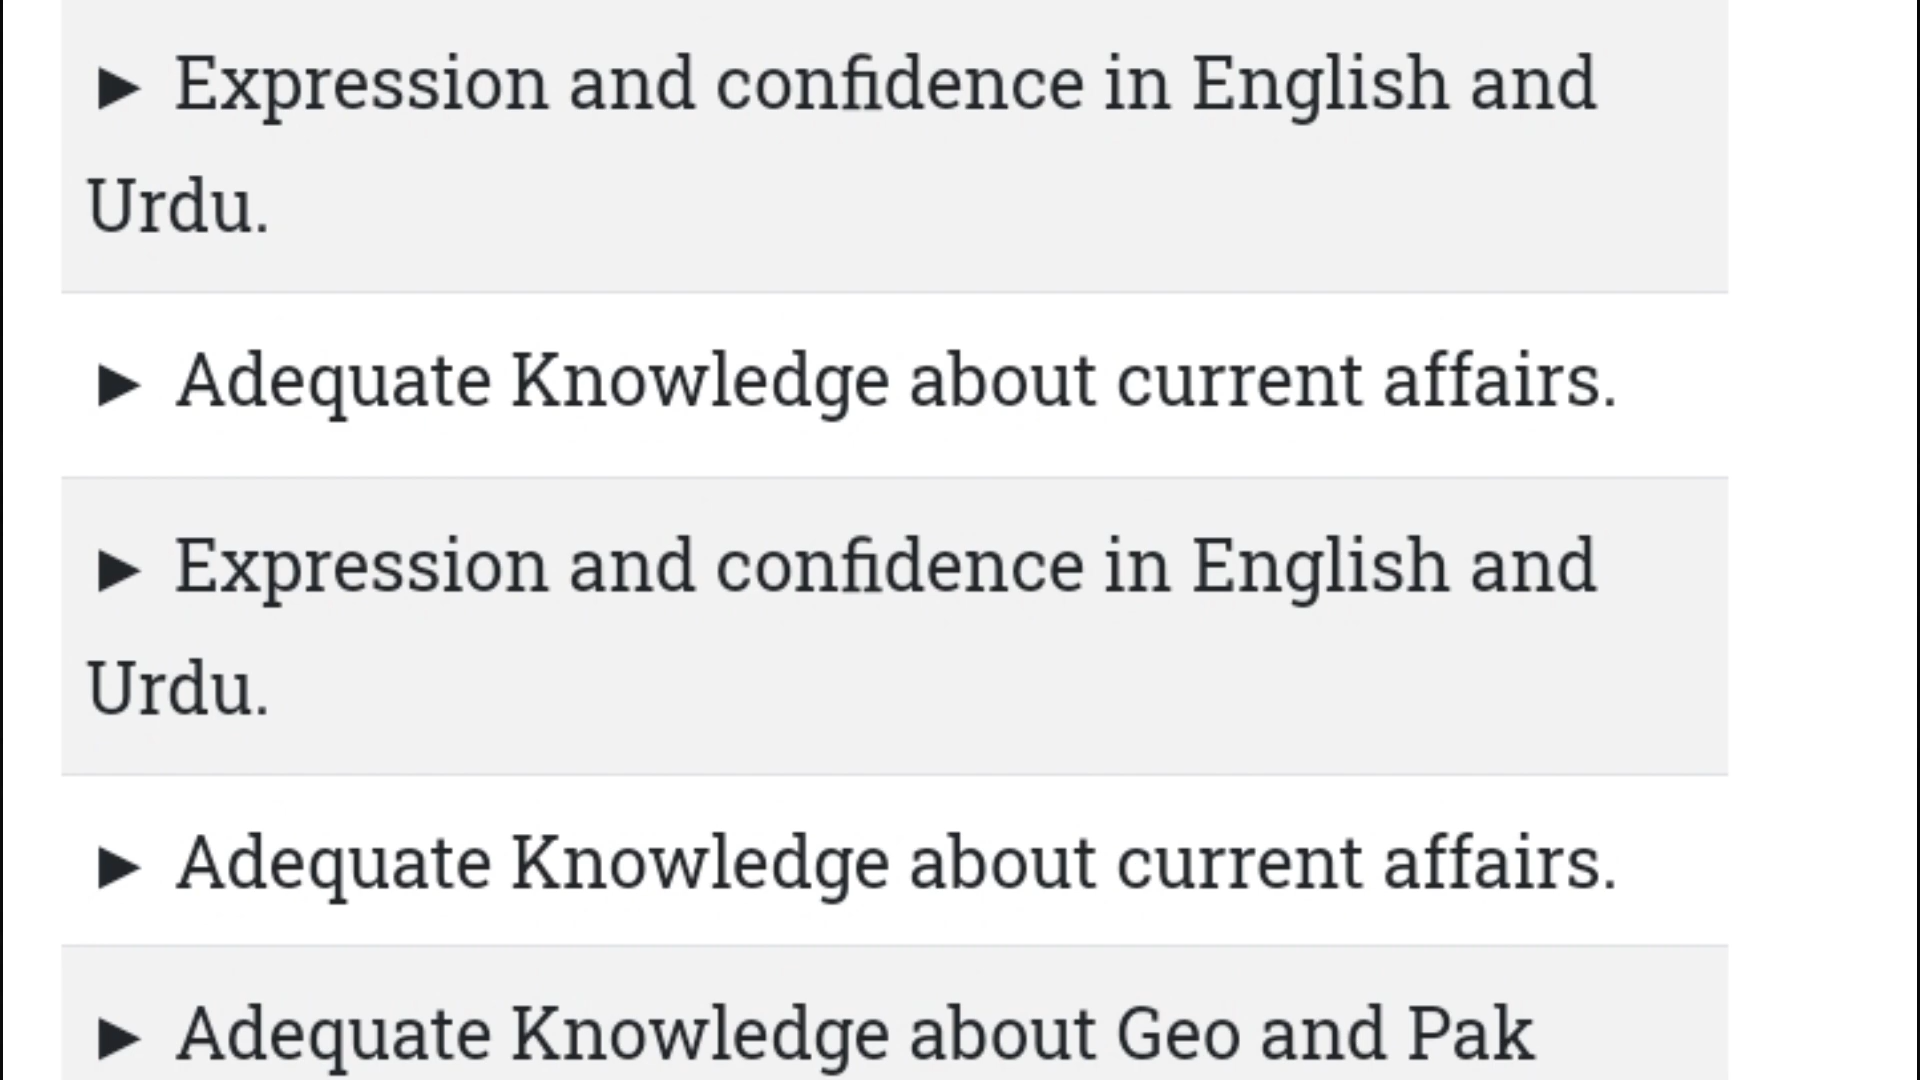 ► Expression and confidence in English and
Urdu.
► Adequate Knowledge about current affairs.
► Expression and confidence in English and
Urdu.
► Adequate Knowledge about current affairs.
► Adequate Knowledge about Geo and Pak